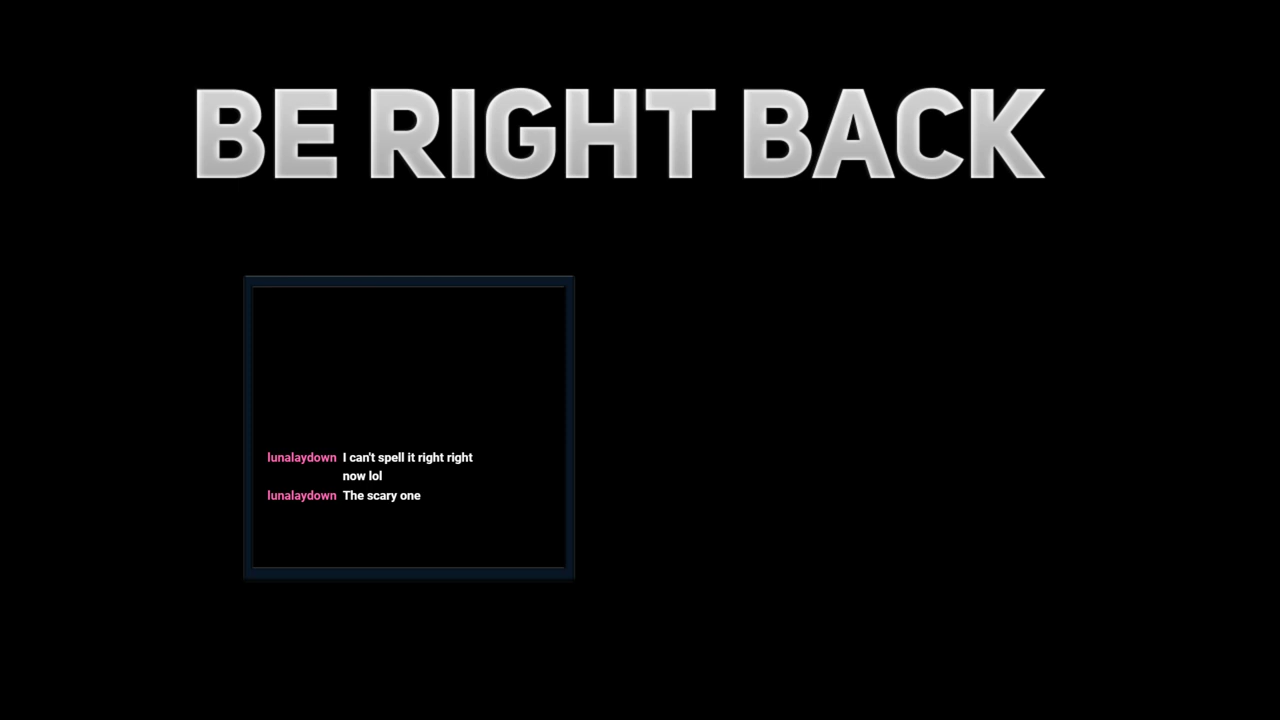 BE RIGHT BACK
lunalaydown I can't spell it right right
now lol
lunalaydown The scary one